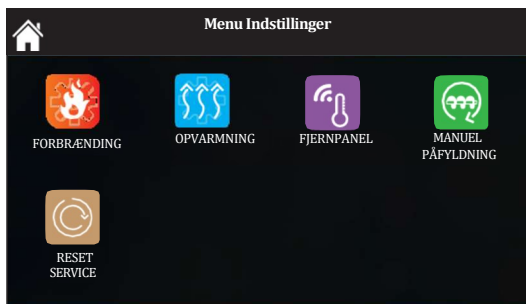 Menu Indstillinger
FORBRÆNDING
OPVARMNING
FJERNPANEL
MANUEL
PÅFYLDNING
RESET
SERVICE